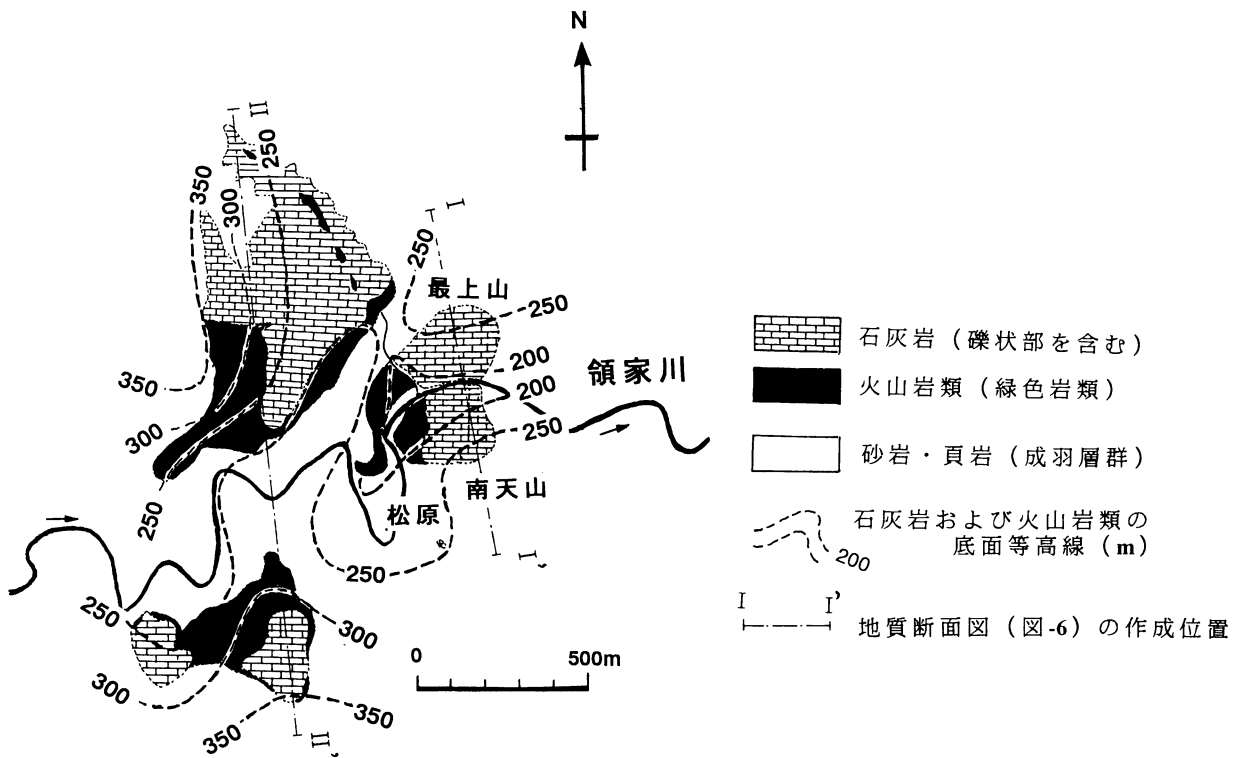 N
II
250
350
300
I
250
最上山
250
200
領家川
200
250
350
300
250
松原
南天山
I'
250
250
300
300
350
350
II'
0
500m
石灰岩（礫状部を含む）
火山岩類（緑色岩類）
砂岩・頁岩（成羽層群）
石灰岩および火山岩類の
底面等高線（m）
200
I
I'
地質断面図（図-6）の作成位置